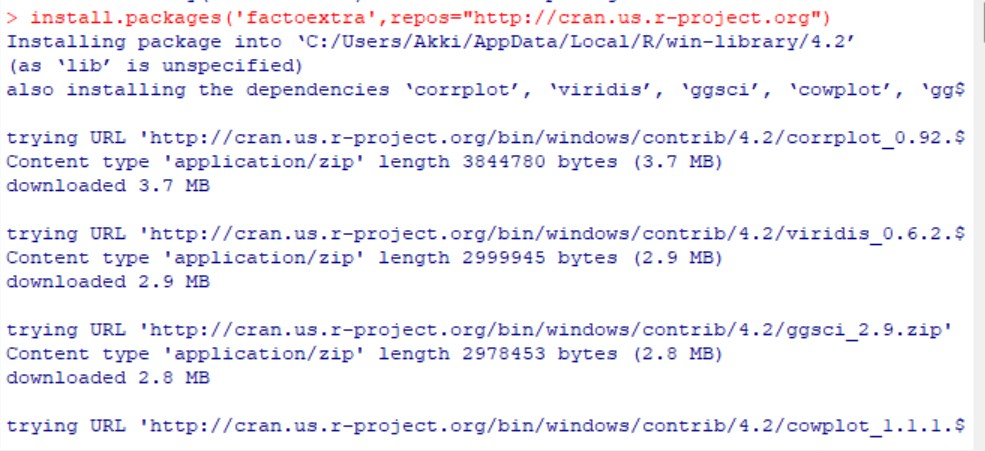 > install.packages('factoextra',repos="http://cran.us.r-project.org")
Installing package into ‘C:/Users/Akki/AppData/Local/R/win-library/4.2’
(as ‘lib’ is unspecified)
also installing the dependencies ‘corrplot’, ‘viridis’, ‘ggsci’, ‘cowplot’, ‘gg$
trying URL 'http://cran.us.r-project.org/bin/windows/contrib/4.2/corrplot_0.92.$
Content type 'application/zip' length 3844780 bytes (3.7 MB)
downloaded 3.7 MB
trying URL 'http://cran.us.r-project.org/bin/windows/contrib/4.2/viridis_0.6.2.$
Content type 'application/zip' length 2999945 bytes (2.9 MB)
downloaded 2.9 MB
trying URL 'http://cran.us.r-project.org/bin/windows/contrib/4.2/ggsci_2.9.zip'
Content type 'application/zip' length 2978453 bytes (2.8 MB)
downloaded 2.8 MB
trying URL 'http://cran.us.r-project.org/bin/windows/contrib/4.2/cowplot_1.1.1.$